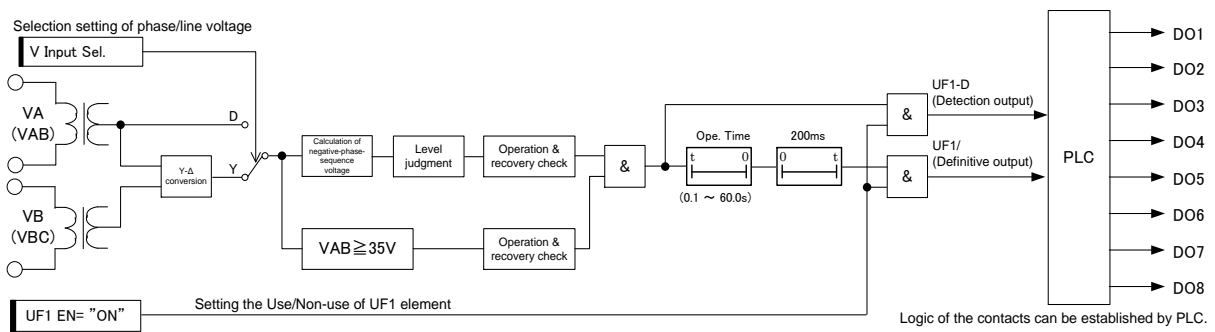 Selection setting of phase/line voltage
V Input Sel.
VA
(VAB)
VB
(VBC)
Y-Δ
conversion
D
Y
Calculation of
negative-phase-
sequence
voltage
Level
judgment
Operation &
recovery check
VAB≧35V
Operation &
recovery check
&
Ope. Time
t 0
(0.1 ～ 60.0s)
200ms
0 t
&
&
UF1-D
(Detection output)
UF1/
(Definitive output)
PLC
DO1
DO2
DO3
DO4
DO5
DO6
DO7
DO8
UF1 EN= ”ON”
Setting the Use/Non-use of UF1 element
Logic of the contacts can be established by PLC.